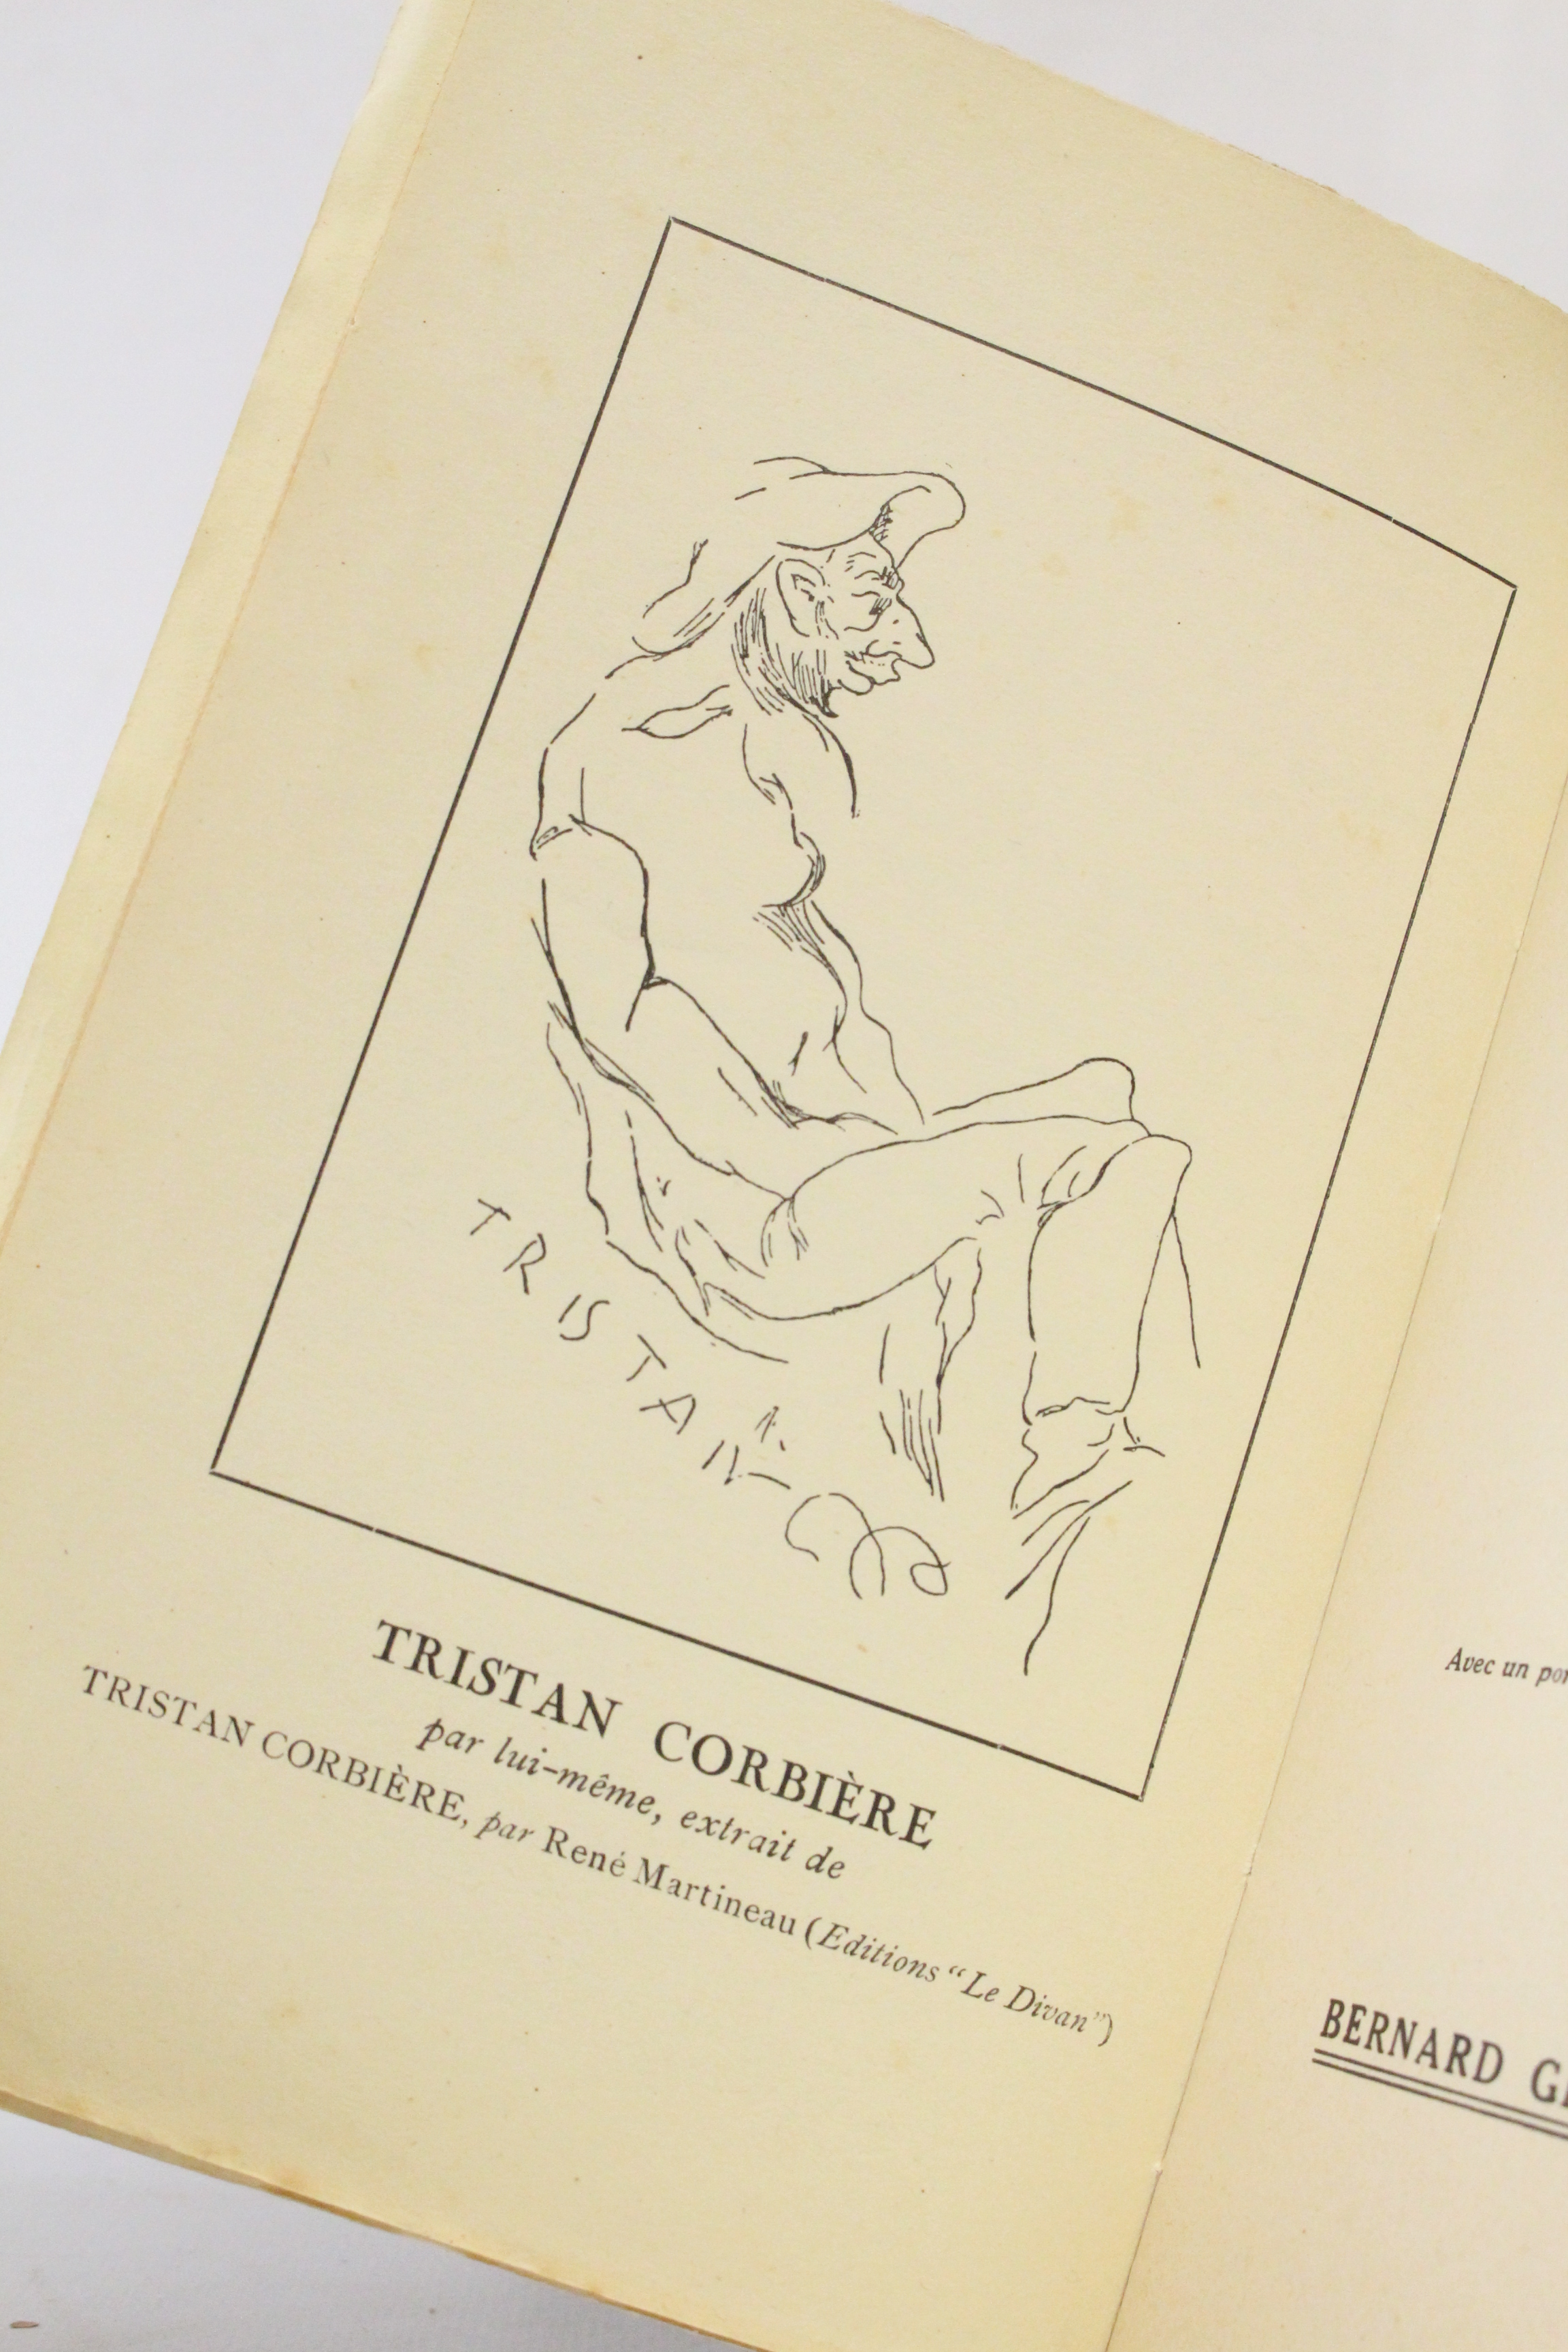 TRISTAN
TRISTAN CORBIÈRE
par lui-même, extrait de
TRISTAN CORBIÈRE, par René Martineau (Editions "Le Divan")
Avec un
BERNARD